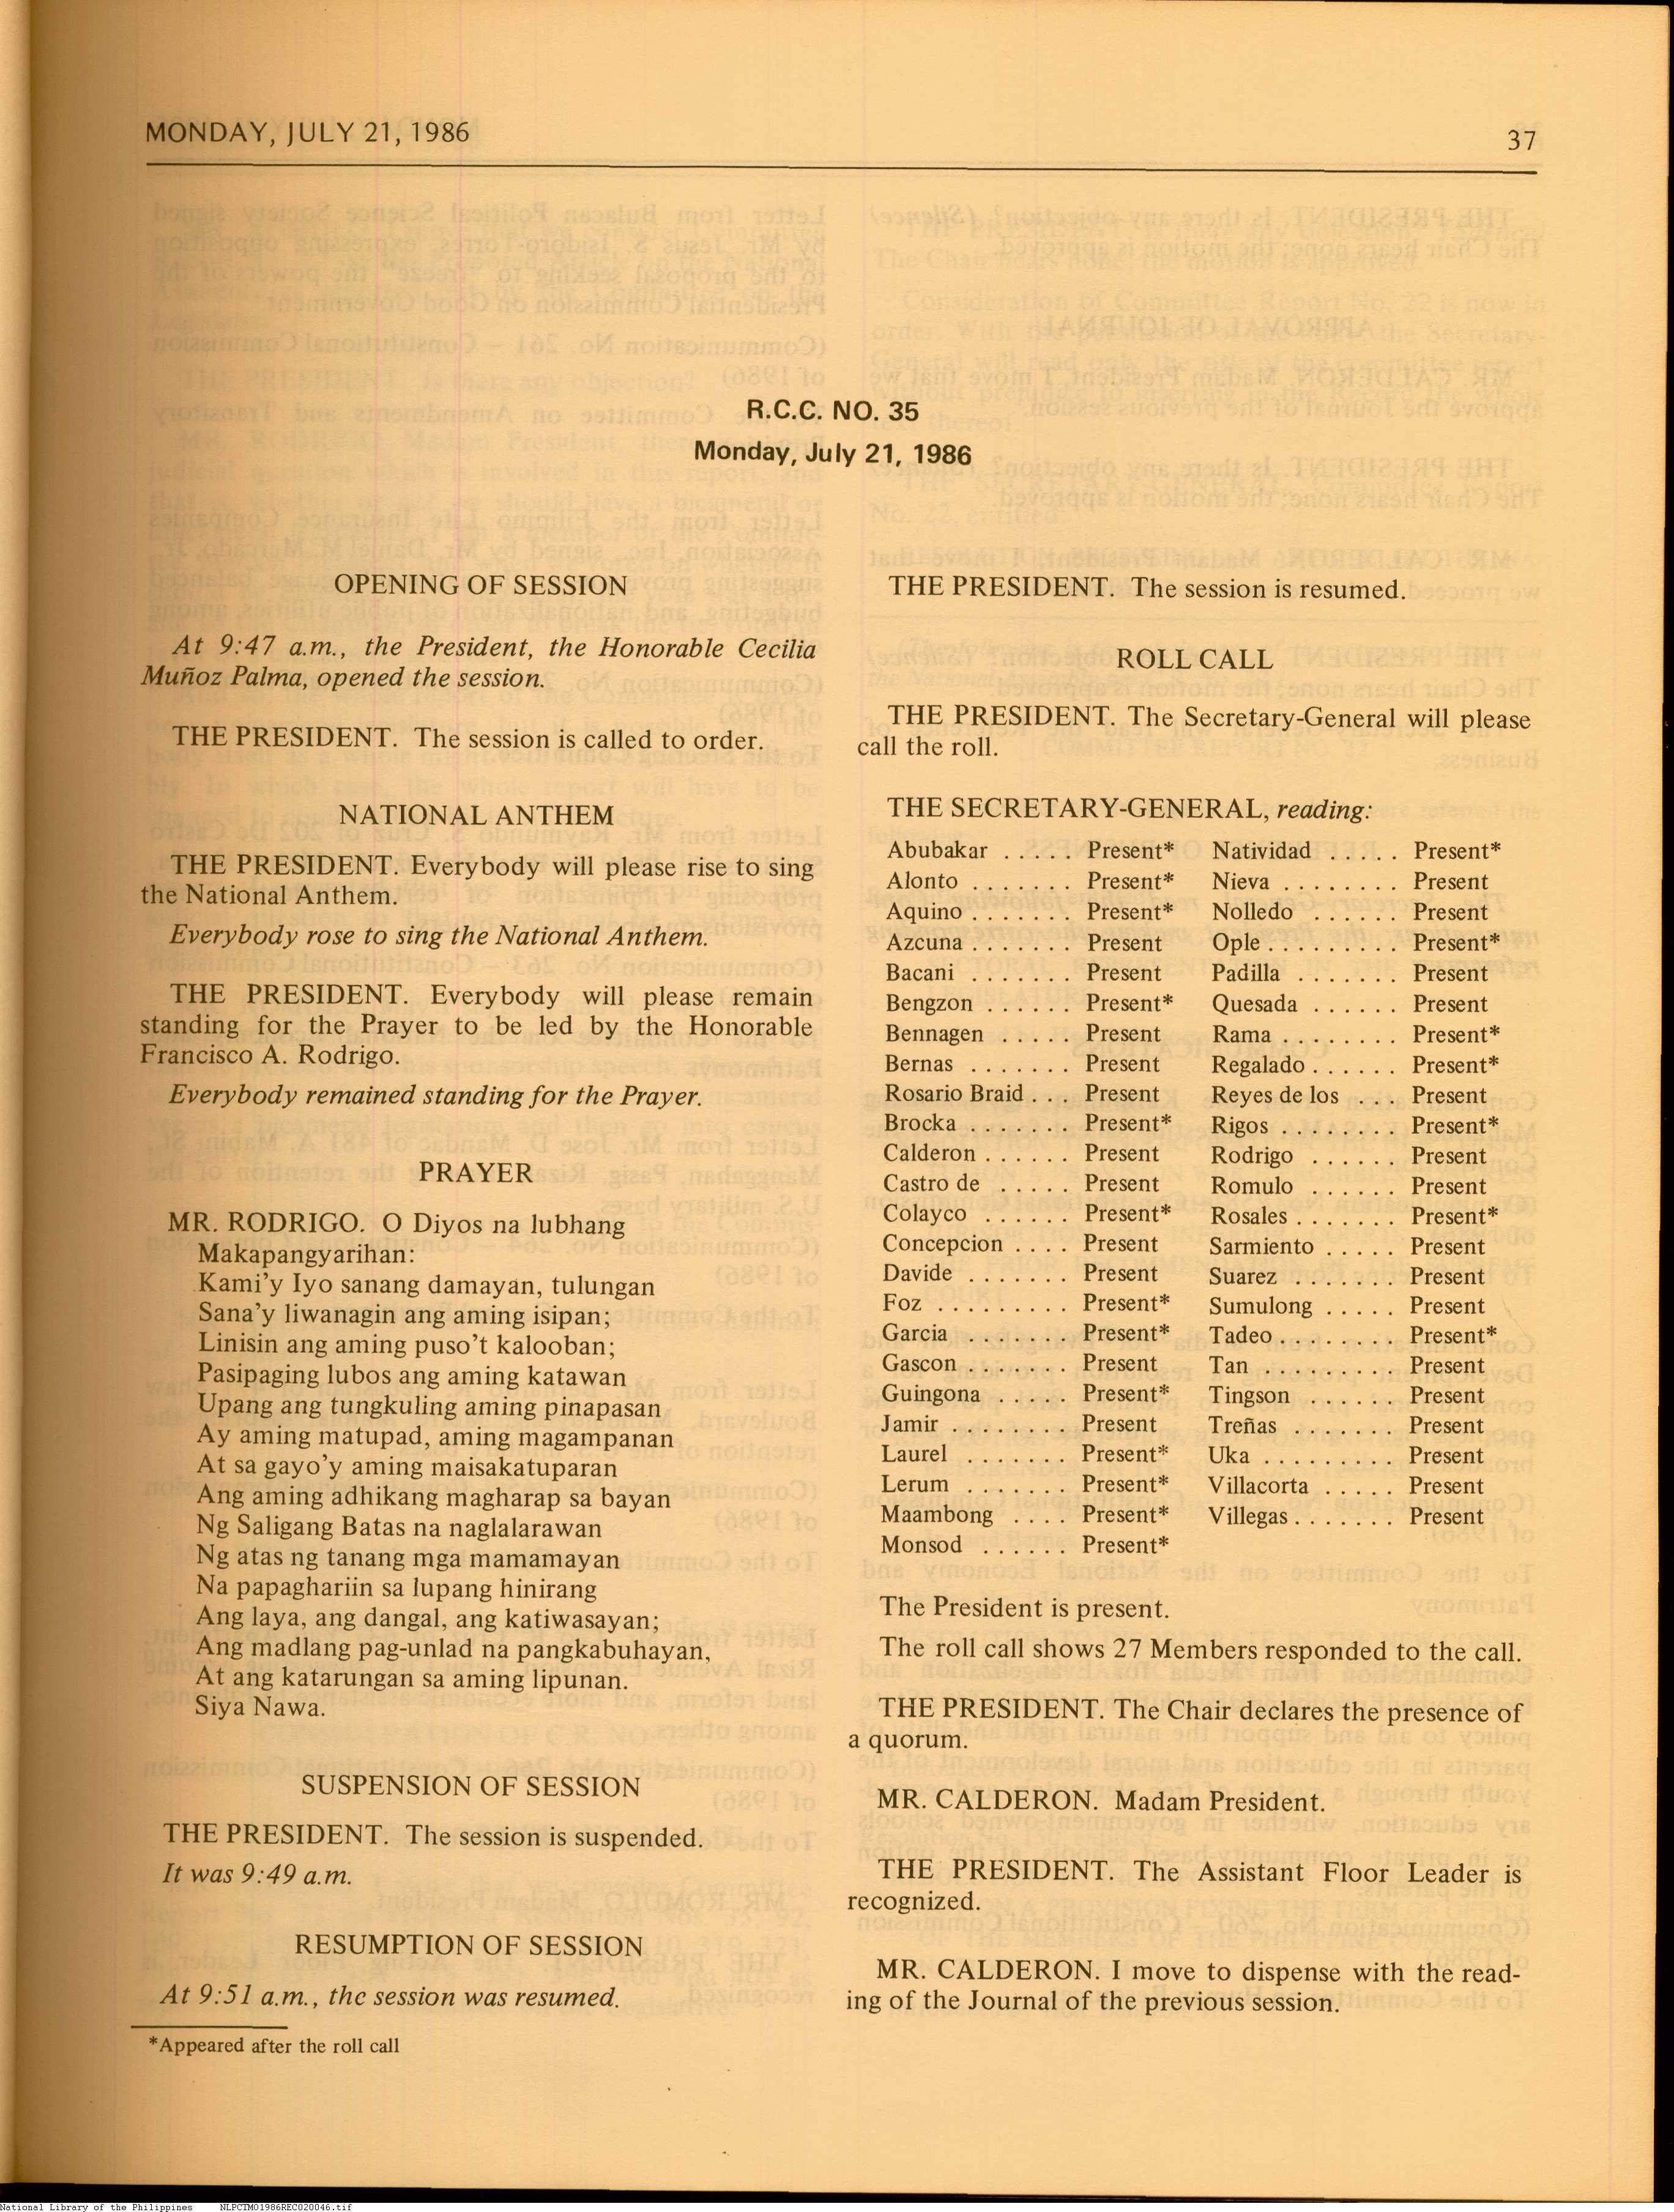 MONDAY, JULY 21, 1986
37
R.C.C. NO. 35
Monday, July 21, 1986
OPENING OF SESSION
At 9:47 a.m., the President, the Honorable Cecilia
Muñoz Palma, opened the session.
THE PRESIDENT. The session is called to order.
NATIONAL ANTHEM
THE PRESIDENT. Everybody will please rise to sing
the National Anthem.
Everybody rose to sing the National Anthem.
THE PRESIDENT. Everybody will please remain
standing for the Prayer to be led by the Honorable
Francisco A. Rodrigo.
Everybody remained standing for the Prayer.
PRAYER
MR. RODRIGO. O Diyos na lubhang
Makapangyarihan:
Kami'y Iyo sanang damayan, tulungan
Sana'y liwanagin ang aming isipan;
Linisin ang aming puso't kalooban;
Pasipaging lubos ang aming katawan
Upang ang tungkuling aming pinapasan
Ay aming matupad, aming magampanan
At sa gayo'y aming maisakatuparan
Ang aming adhikang magharap sa bayan
Ng Saligang Batas na naglalarawan
Ng atas ng tanang mga mamamayan
Na papaghariin sa lupang hinirang
Ang laya, ang dangal, ang katiwasayan;
Ang madlang pag-unlad na pangkabuhayan,
At ang katarungan sa aming lipunan.
Siya Nawa.
SUSPENSION OF SESSION
THE PRESIDENT. The session is suspended.
It was 9:49 a.m.
RESUMPTION OF SESSION
At 9:51 a.m., the session was resumed.
*Appeared after the roll call
THE PRESIDENT. The session is resumed.
ROLL CALL
THE PRESIDENT. The Secretary-General will please
call the roll.
THE SECRETARY-GENERAL, reading:
Abubakar ..... Present* Natividad ..... Present*
Alonto ....... Present* Nieva ........ Present
Aquino ....... Present* Nolledo ...... Present
Azcuna ....... Present Ople ......... Present*
Bacani ....... Present Padilla ....... Present
Bengzon ...... Present* Quesada ...... Present
Bennagen ..... Present Rama ........ Present*
Bernas ....... Present Regalado ...... Present*
Rosario Braid ... Present Reyes de los ... Present
Brocka ....... Present* Rigos ........ Present*
Calderon ...... Present Rodrigo ...... Present
Castro de ..... Present Romulo ...... Present
Colayco ...... Present* Rosales ....... Present*
Concepcion .... Present Sarmiento ..... Present
Davide ....... Present Suarez ....... Present
Foz ......... Present* Sumulong ..... Present
Garcia ....... Present* Tadeo ........ Present*
Gascon ....... Present Tan ......... Present
Guingona ..... Present* Tingson ...... Present
Jamir ........ Present Treñas ....... Present
Laurel ....... Present* Uka ......... Present
Lerum ....... Present* Villacorta ..... Present
Maambong .... Present* Villegas ....... Present
Monsod ...... Present*
The President is present.
The roll call shows 27 Members responded to the call.
THE PRESIDENT. The Chair declares the presence of
a quorum.
MR. CALDERON. Madam President.
THE PRESIDENT. The Assistant Floor Leader is
recognized.
MR. CALDERON. I move to dispense with the read-
ing of the Journal of the previous session.
National Library of the Philippines NLPCTM01986REC020046.tif